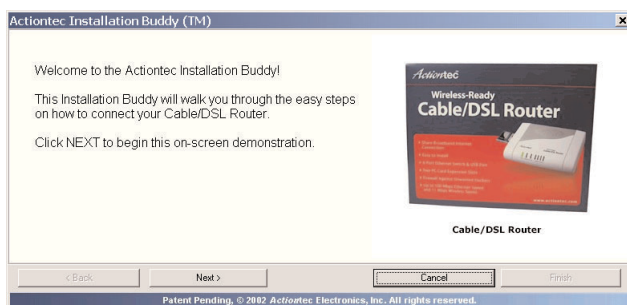 Actiontec Installation Buddy (TM)
Welcome to the Actiontec Installation Buddy!
This Installation Buddy will walk you through the easy steps
on how to connect your Cable/DSL Router.
Click NEXT to begin this on-screen demonstration.
Actiontec
Wireless-Ready
Cable/DSL Router
Cable/DSL Router
< Back
Next >
Cancel
Finish
Patent Pending, © 2002 Actiontec Electronics, Inc. All rights reserved.